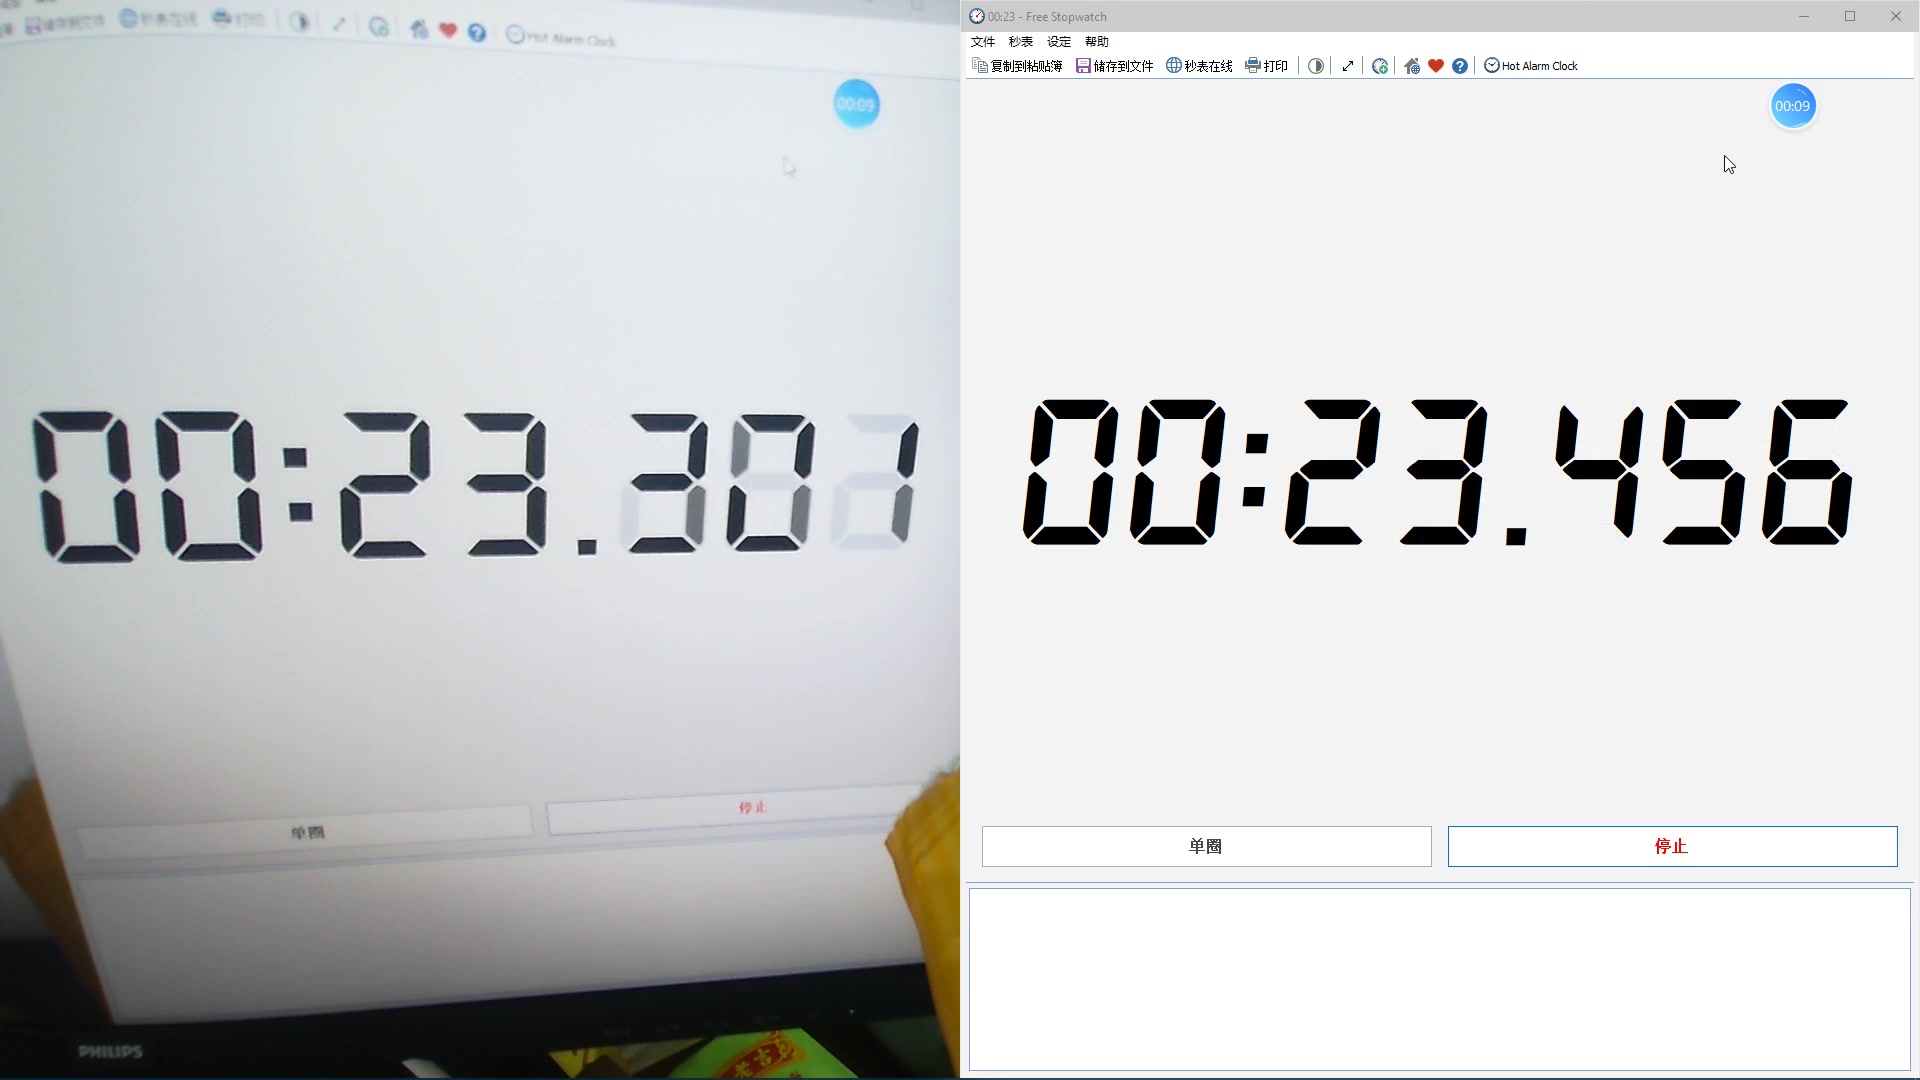 储存到文件 秒表在线 打印 Hot Alarm Clock
00:09
00:23.301
单圈 停止
PHILIPS
00:23 - Free Stopwatch
文件 秒表 设定 帮助
复制到粘贴簿 储存到文件 秒表在线 打印 Hot Alarm Clock
00:09
00:23.456
单圈 停止